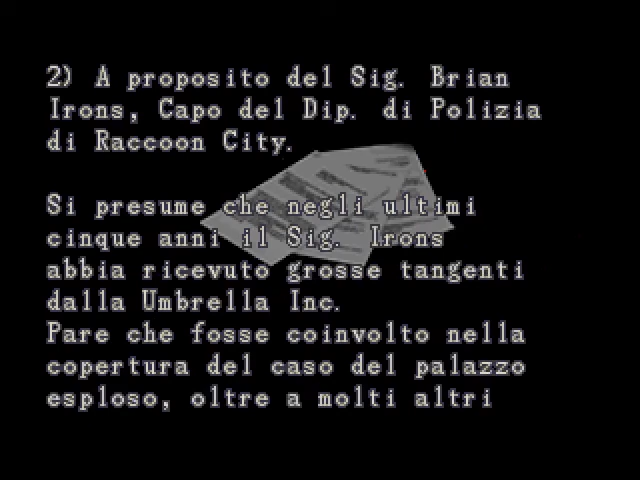 2) A proposito del Sig. Brian
Irons, Capo del Dip. di Polizia
di Raccoon City.
Si presume che negli ultimi
cinque anni il Sig. Irons
abbia ricevuto grosse tangenti
dalla Umbrella Inc.
Pare che fosse coinvolto nella
copertura del caso del palazzo
esploso, oltre a molti altri